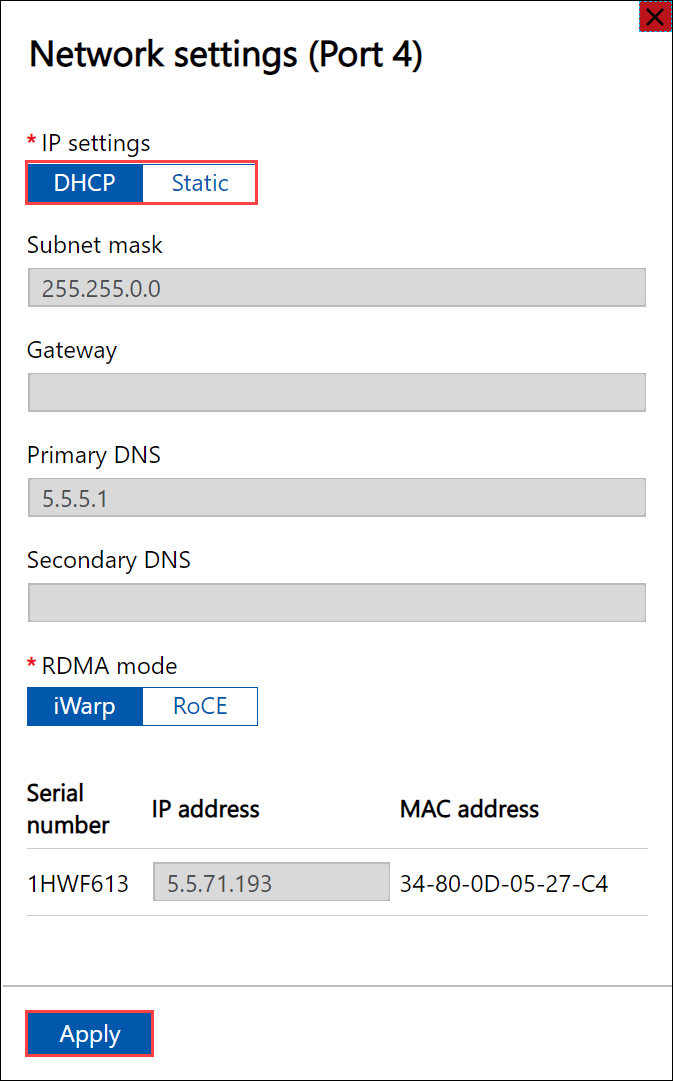 Network settings (Port 4)
* IP settings
DHCP Static
Subnet mask
255.255.0.0
Gateway
Primary DNS
5.5.5.1
Secondary DNS
* RDMA mode
iWarp RoCE
Serial number IP address MAC address
1HWF613 5.5.71.193 34-80-0D-05-27-C4
Apply